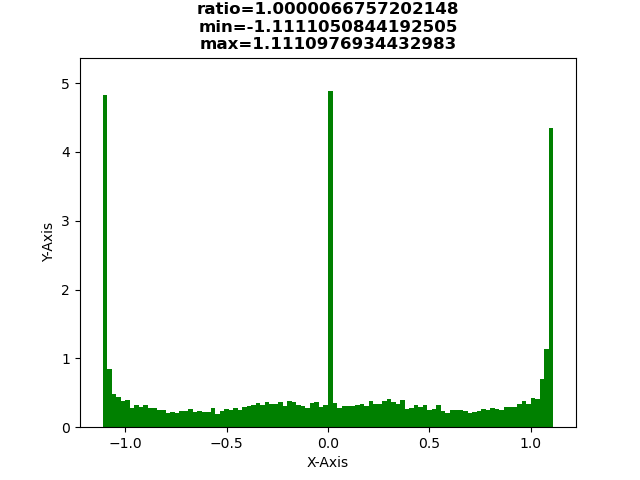 ratio=1.0000066757202148
min=-1.1111050844192505
max=1.1110976934432983
5
4
3
2
1
0
Y-Axis
−1.0 −0.5 0.0 0.5 1.0
X-Axis